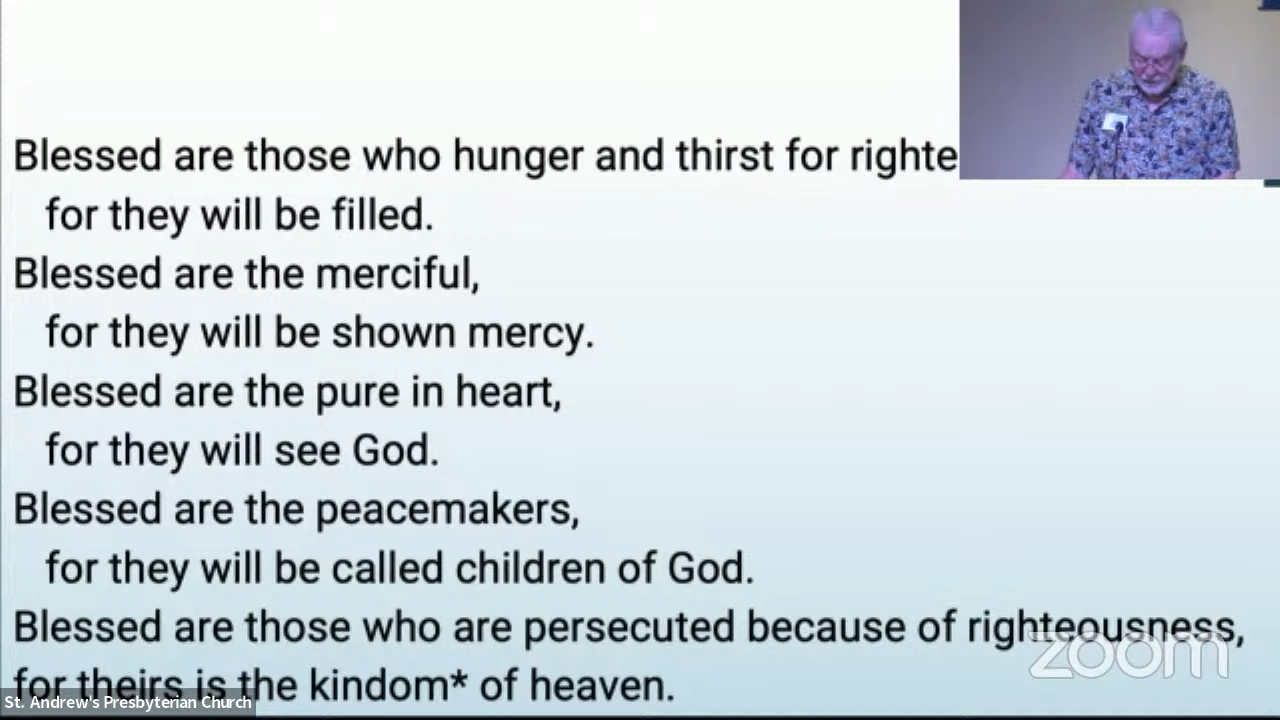 Blessed are those who hunger and thirst for righte
for they will be filled.
Blessed are the merciful,
for they will be shown mercy.
Blessed are the pure in heart,
for they will see God.
Blessed are the peacemakers,
for they will be called children of God.
Blessed are those who are persecuted because of righteousness,
for theirs is the kindom* of heaven.
zoom
St. Andrew's Presbyterian Church